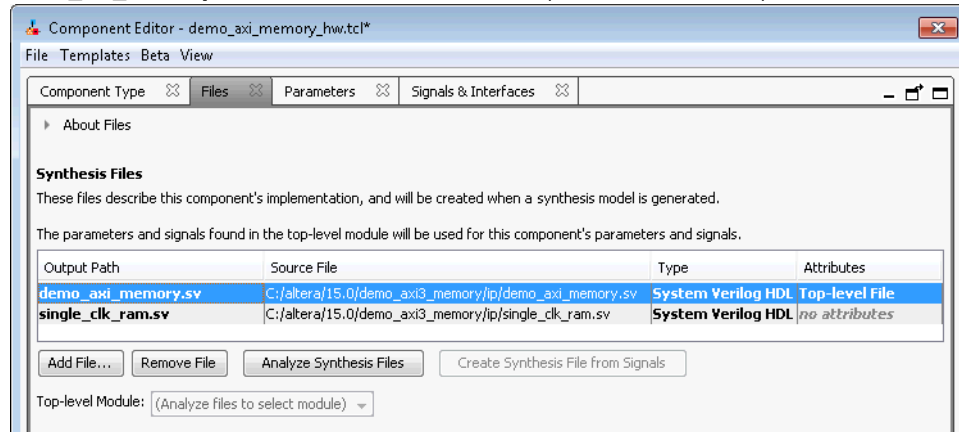 Component Editor - demo_axi_memory_hw.tcl*
File Templates Beta View
Component Type Files Parameters Signals & Interfaces
About Files
Synthesis Files
These files describe this component's implementation, and will be created when a synthesis model is generated.
The parameters and signals found in the top-level module will be used for this component's parameters and signals.
Output Path Source File Type Attributes
demo_axi_memory.sv C:/altera/15.0/demo_axi3_memory/ip/demo_axi_memory.sv System Verilog HDL Top-level File
single_clk_ram.sv C:/altera/15.0/demo_axi3_memory/ip/single_clk_ram.sv System Verilog HDL no attributes
Add File... Remove File Analyze Synthesis Files Create Synthesis File from Signals
Top-level Module: (Analyze files to select module)